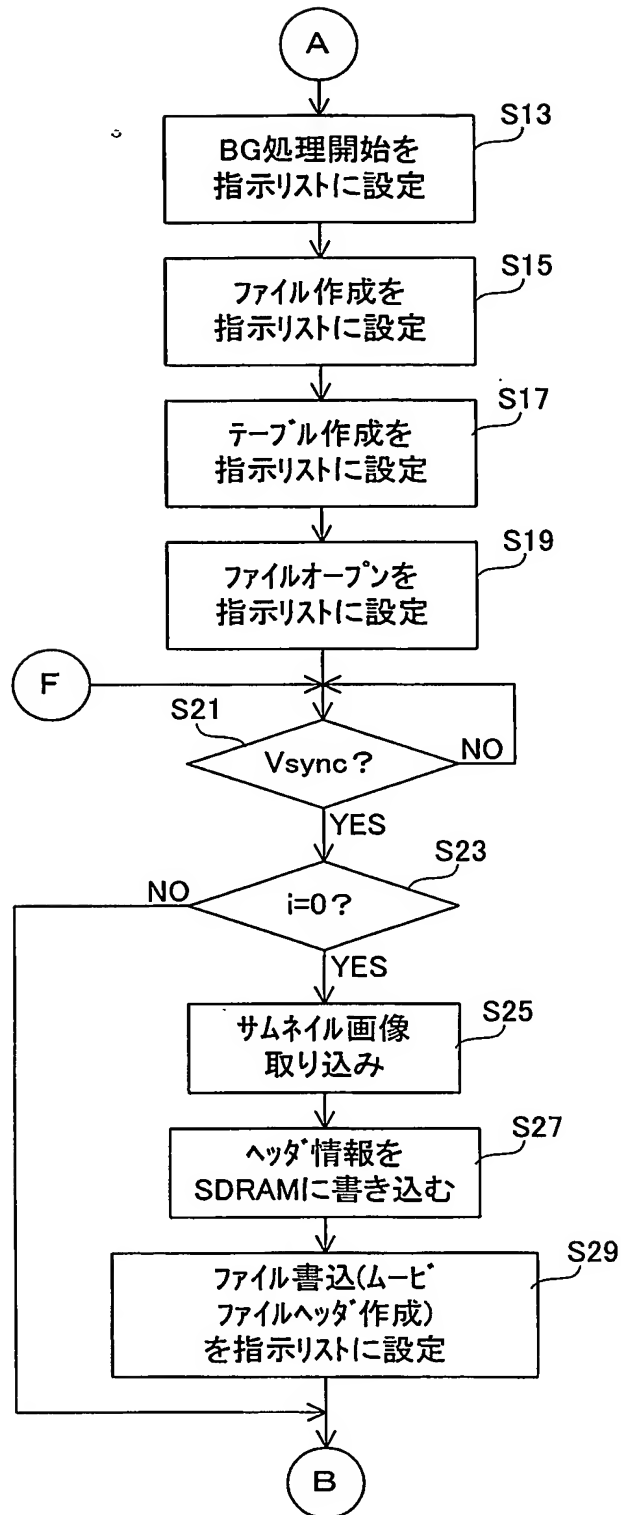 A
S13
BG処理開始を
指示リストに設定
S15
ファイル作成を
指示リストに設定
S17
テーブル作成を
指示リストに設定
S19
ファイルオープンを
指示リストに設定
F
S21
Vsync？
NO
YES
S23
NO
i=0？
YES
S25
サムネイル画像
取り込み
S27
ヘッダ情報を
SDRAMに書き込む
S29
ファイル書込(ムービ
ファイルヘッダ作成)
を指示リストに設定
B